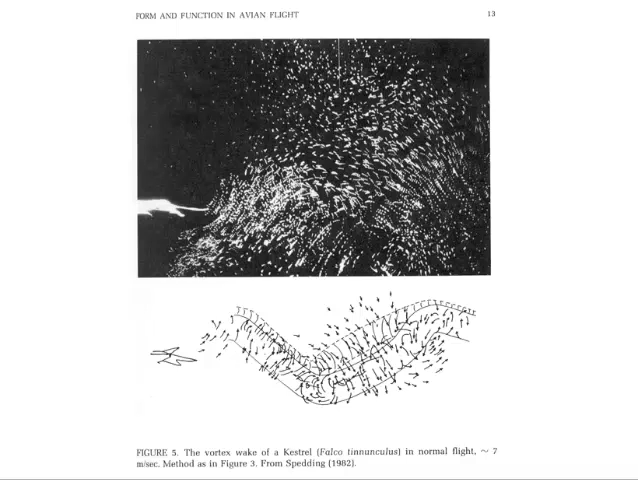 FORM AND FUNCTION IN AVIAN FLIGHT 13
FIGURE 5. The vortex wake of a Kestrel (Falco tinnunculus) in normal flight, ~ 7
m/sec. Method as in Figure 3. From Spedding (1982).